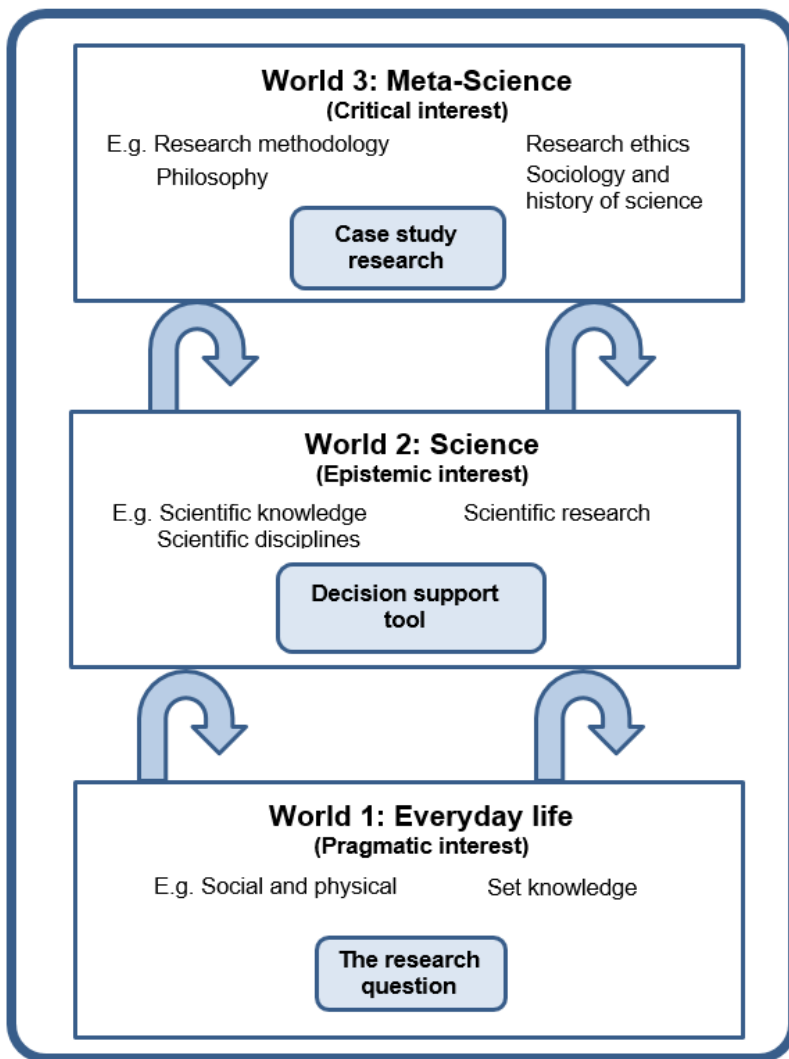 World 3: Meta-Science
(Critical interest)
E.g. Research methodology
Philosophy
Research ethics
Sociology and
history of science
Case study
research
World 2: Science
(Epistemic interest)
E.g. Scientific knowledge
Scientific disciplines
Scientific research
Decision support
tool
World 1: Everyday life
(Pragmatic interest)
E.g. Social and physical
Set knowledge
The research
question